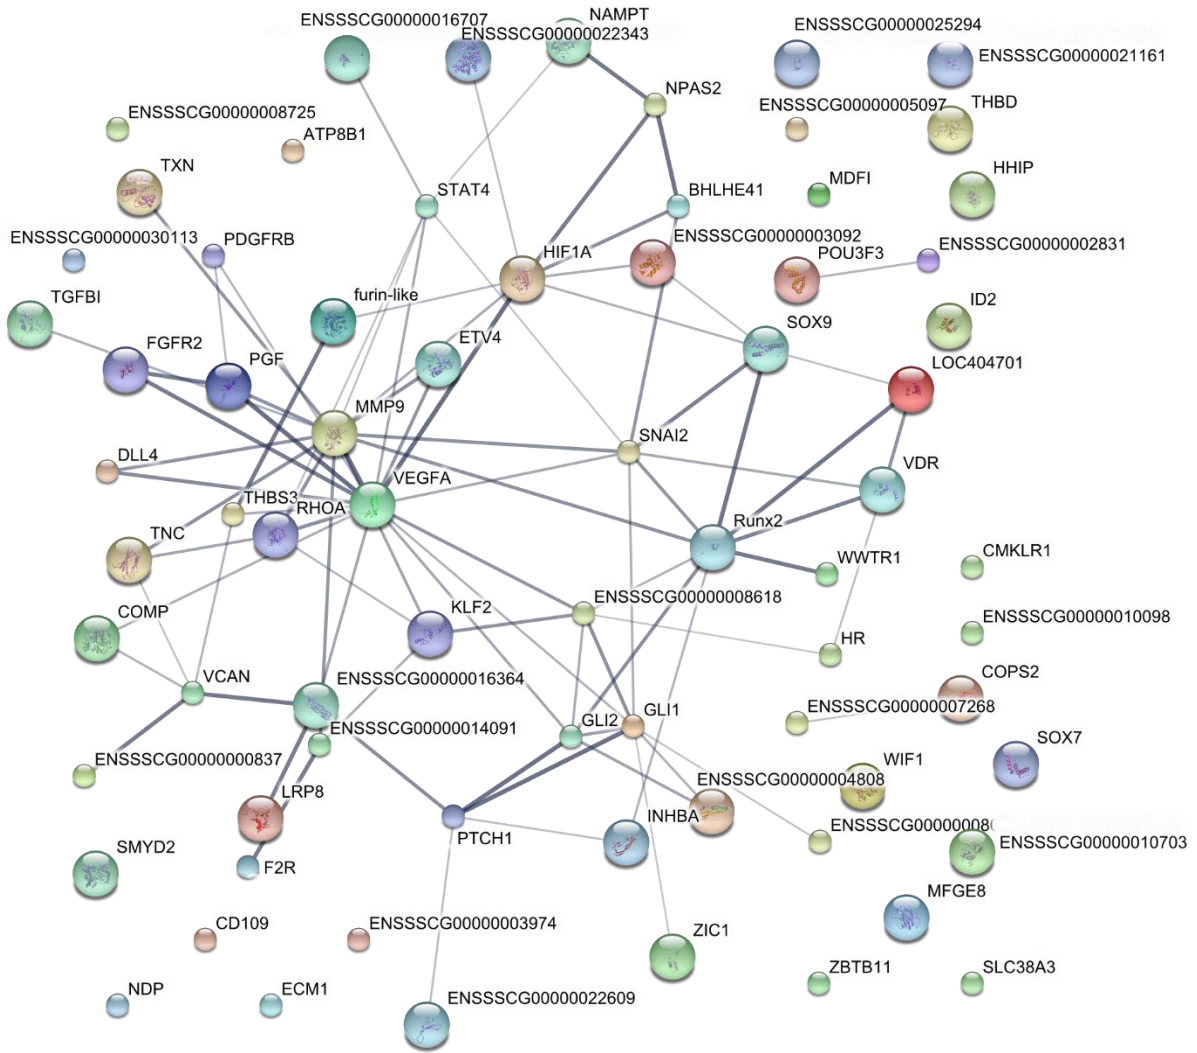 ENSSSCG00000016707
NAMPT
ENSSSCG00000022343
ENSSSCG00000025294
ENSSSCG00000021161
NPAS2
ENSSSCG00000008725
ENSSSCG00000005097
THBD
ATP8B1
TXN
HHIP
MDFI
STAT4
BHLHE41
ENSSSCG00000030113
PDGFRB
ENSSSCG00000003092
ENSSSCG00000002831
HIF1A
POU3F3
TGFBI
furin-like
ID2
SOX9
FGFR2
PGF
ETV4
LOC404701
MMP9
SNAI2
DLL4
VEGFA
VDR
THBS3
RHOA
Runx2
TNC
WWTR1
CMKLR1
ENSSSCG00000008618
COMP
KLF2
ENSSSCG00000010098
HR
VCAN
ENSSSCG00000016364
COPS2
ENSSSCG00000007268
GLI1
GLI2
ENSSSCG00000014091
SOX7
ENSSSCG00000000837
WIF1
ENSSSCG00000004808
LRP8
INHBA
PTCH1
ENSSSCG00000010703
SMYD2
F2R
MFGE8
CD109
ENSSSCG00000003974
ZIC1
ZBTB11
SLC38A3
NDP
ECM1
ENSSSCG00000022609